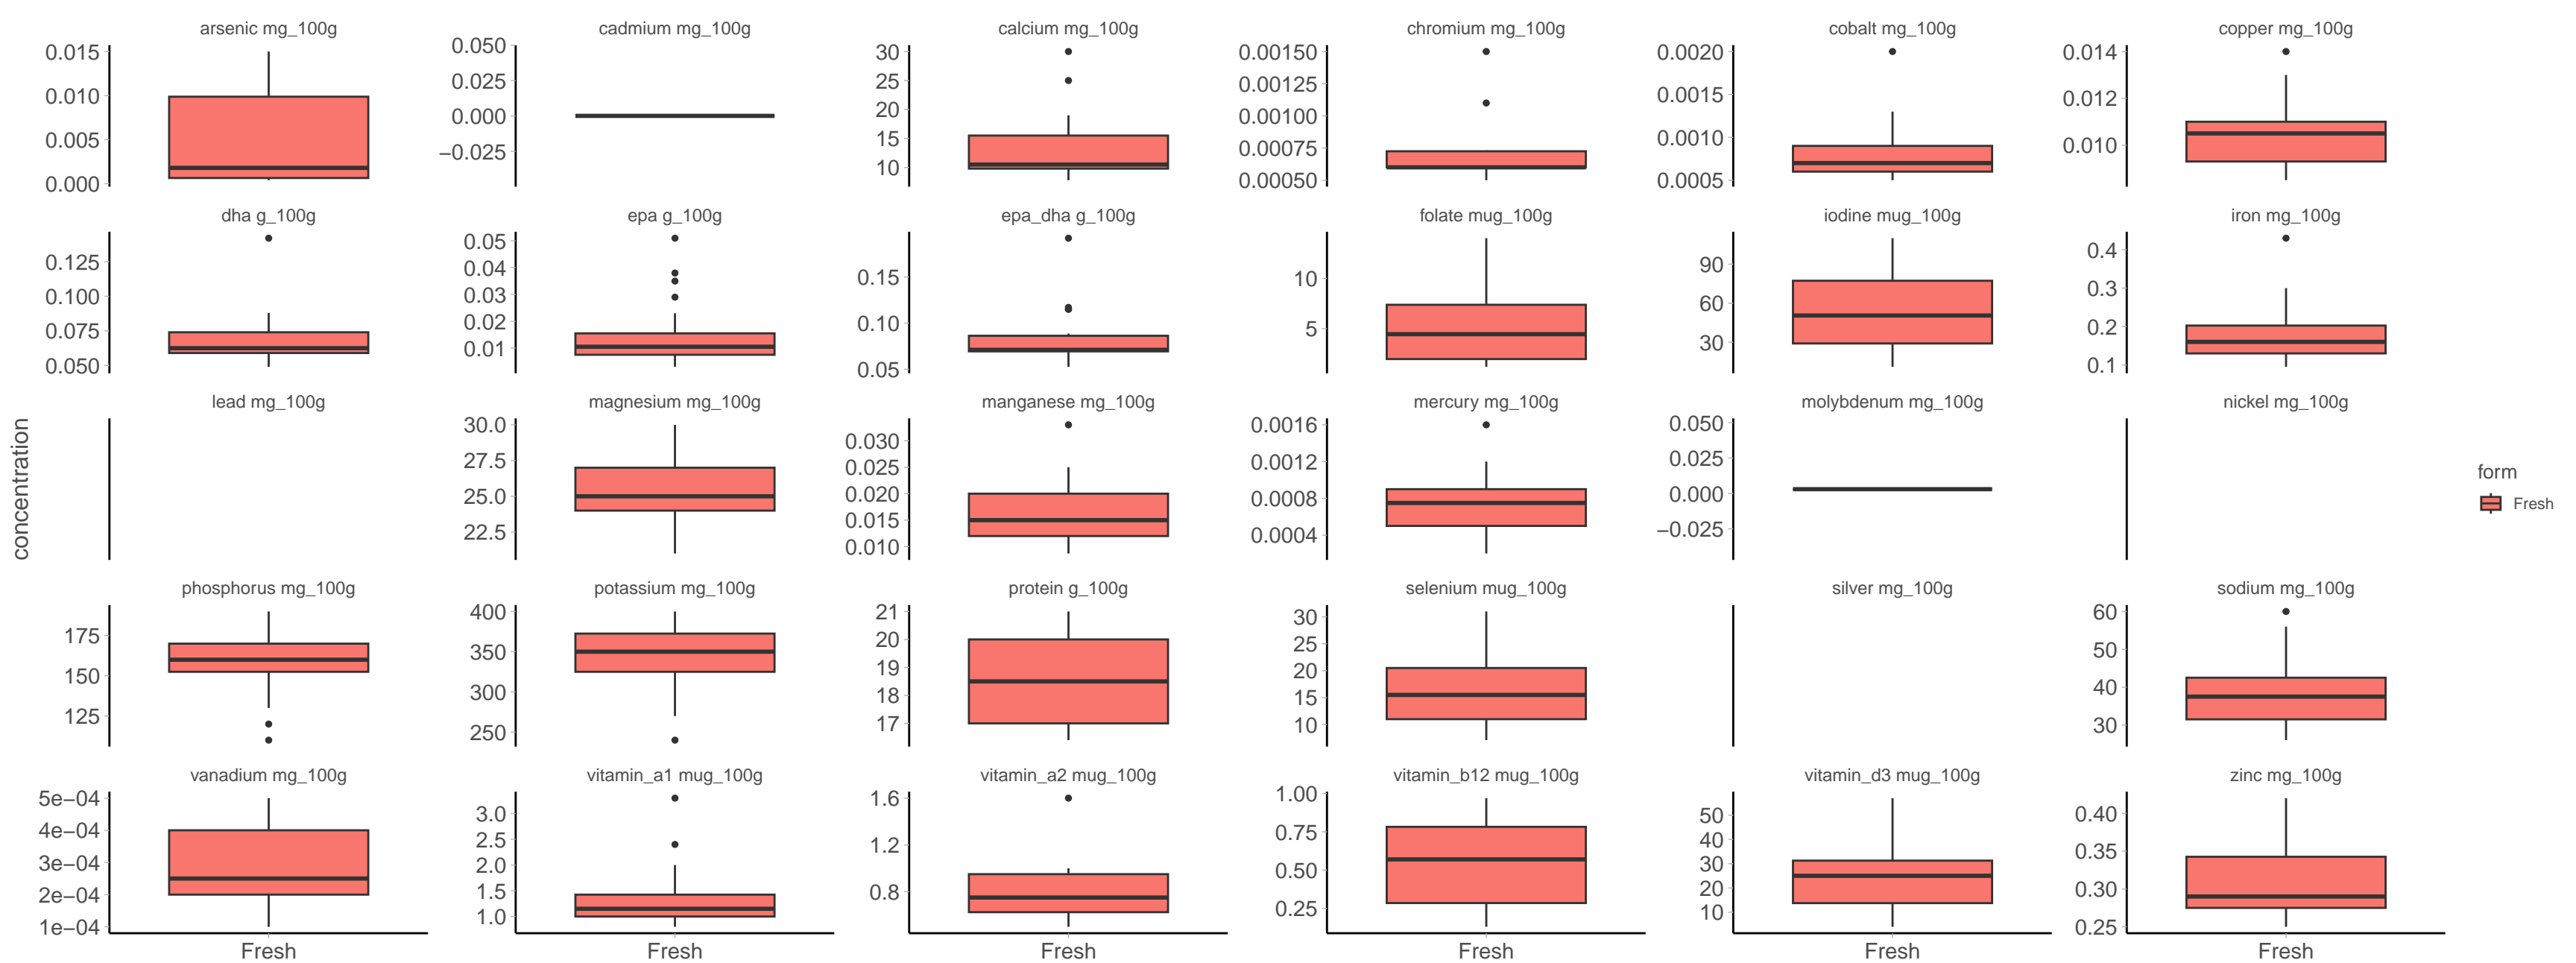 arsenic mg_100g
cadmium mg_100g
calcium mg_100g
chromium mg_100g
cobalt mg_100g
copper mg_100g
0.015
0.010
0.005
0.000
0.050
0.025
0.000
−0.025
30
25
20
15
10
0.00150
0.00125
0.00100
0.00075
0.00050
0.0020
0.0015
0.0010
0.0005
0.014
0.012
0.010
dha g_100g
epa g_100g
epa_dha g_100g
folate mug_100g
iodine mug_100g
iron mg_100g
0.125
0.100
0.075
0.050
0.05
0.04
0.03
0.02
0.01
0.15
0.10
0.05
10
5
90
60
30
0.4
0.3
0.2
0.1
lead mg_100g
magnesium mg_100g
manganese mg_100g
mercury mg_100g
molybdenum mg_100g
nickel mg_100g
30.0
27.5
25.0
22.5
0.030
0.025
0.020
0.015
0.010
0.0016
0.0012
0.0008
0.0004
0.050
0.025
0.000
−0.025
concentration
form
Fresh
phosphorus mg_100g
potassium mg_100g
protein g_100g
selenium mug_100g
silver mg_100g
sodium mg_100g
175
150
125
400
350
300
250
21
20
19
18
17
30
25
20
15
10
60
50
40
30
vanadium mg_100g
vitamin_a1 mug_100g
vitamin_a2 mug_100g
vitamin_b12 mug_100g
vitamin_d3 mug_100g
zinc mg_100g
5e−04
4e−04
3e−04
2e−04
1e−04
3.0
2.5
2.0
1.5
1.0
1.6
1.2
0.8
1.00
0.75
0.50
0.25
50
40
30
20
10
0.40
0.35
0.30
0.25
Fresh
Fresh
Fresh
Fresh
Fresh
Fresh